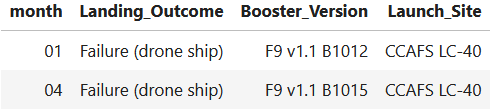 month Landing_Outcome Booster_Version Launch_Site
01 Failure (drone ship) F9 v1.1 B1012 CCAFS LC-40
04 Failure (drone ship) F9 v1.1 B1015 CCAFS LC-40